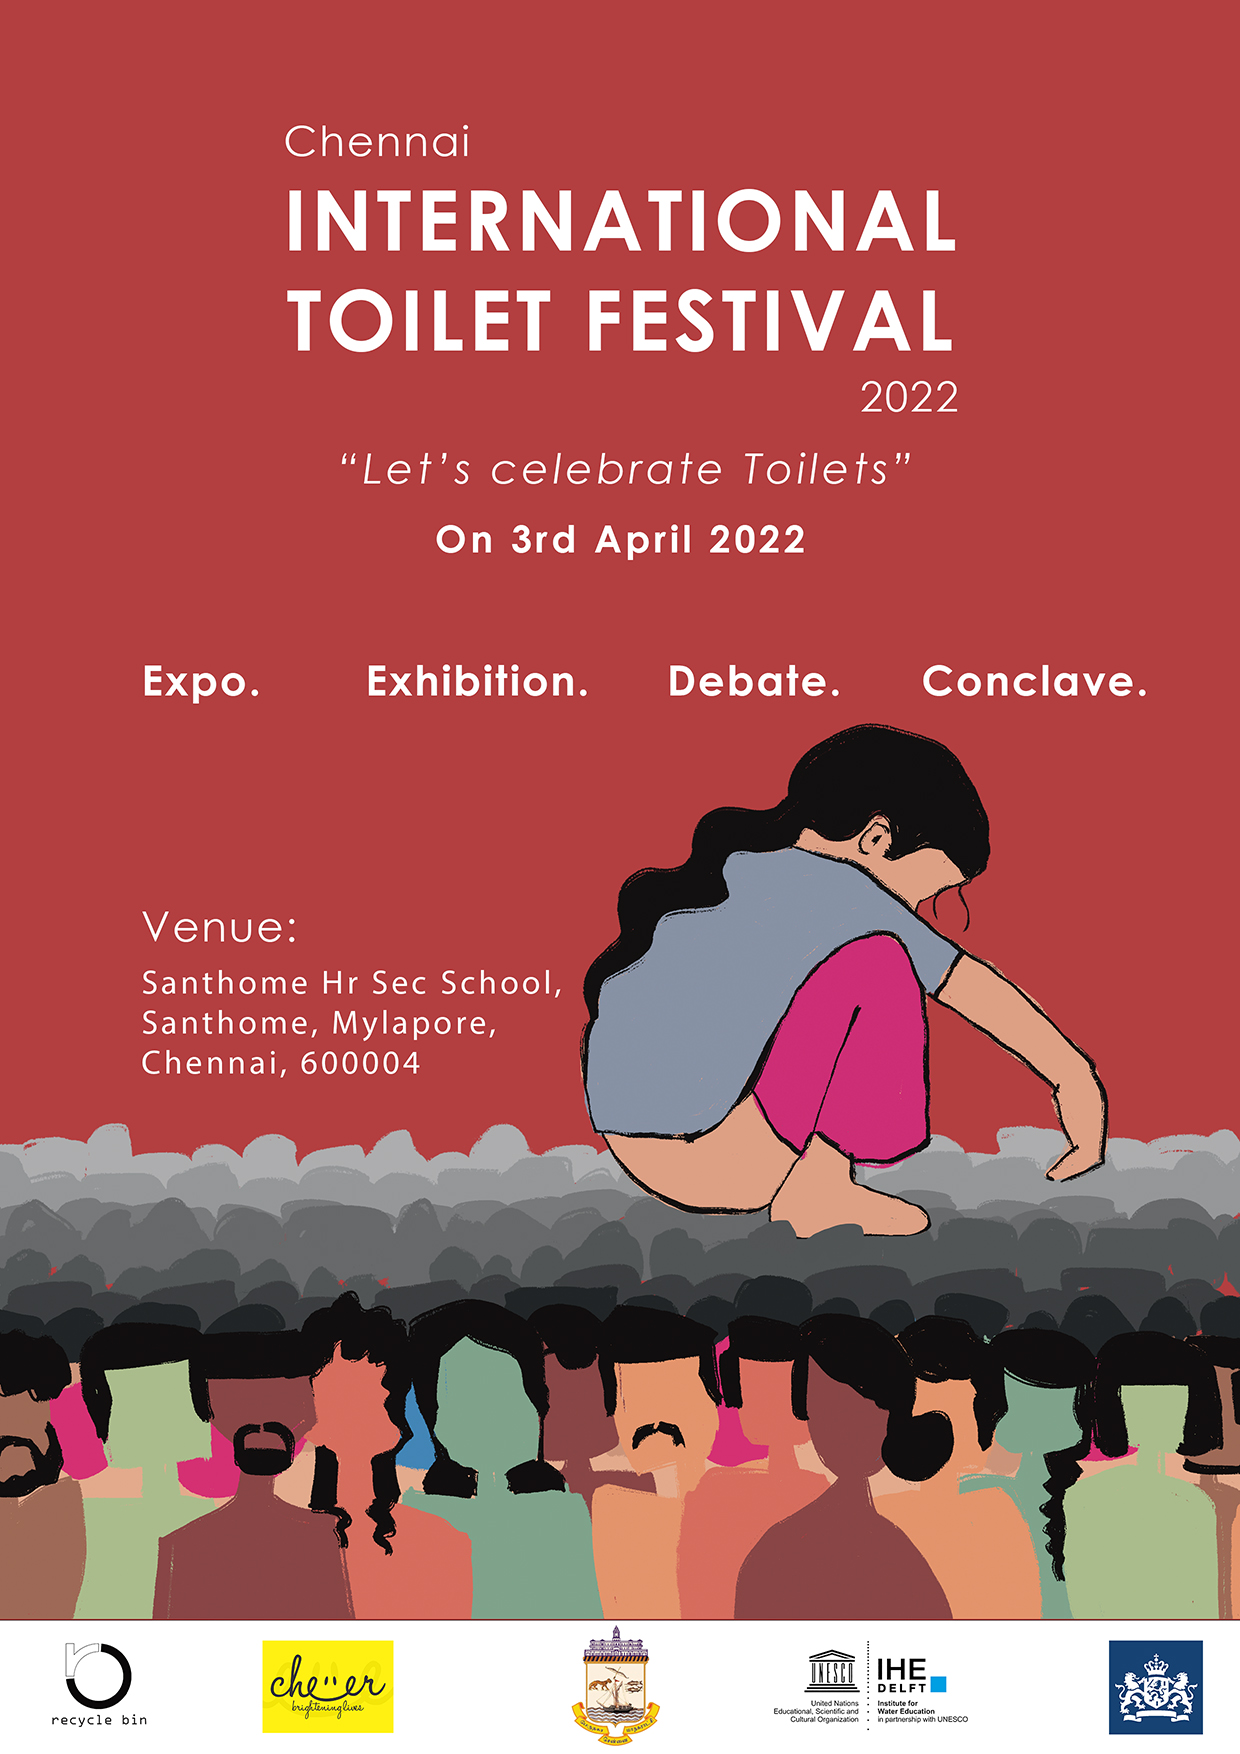 Chennai
INTERNATIONAL
TOILET FESTIVAL
2022
“Let’s celebrate Toilets”
On 3rd April 2022
Expo. Exhibition. Debate. Conclave.
Venue:
Santhome Hr Sec School,
Santhome, Mylapore,
Chennai, 600004
recycle bin
cheer
brightening lives
UNESCO
United Nations
Educational, Scientific and
Cultural Organization
IHE
DELFT
Institute for
Water Education
in partnership with UNESCO